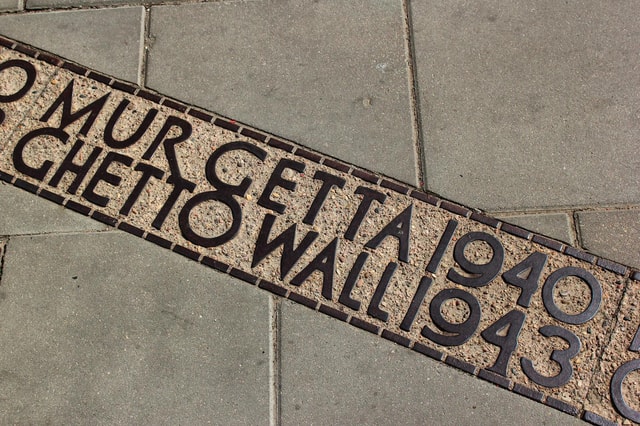 MUR GETTA 1940
GHETTO WALL 1943